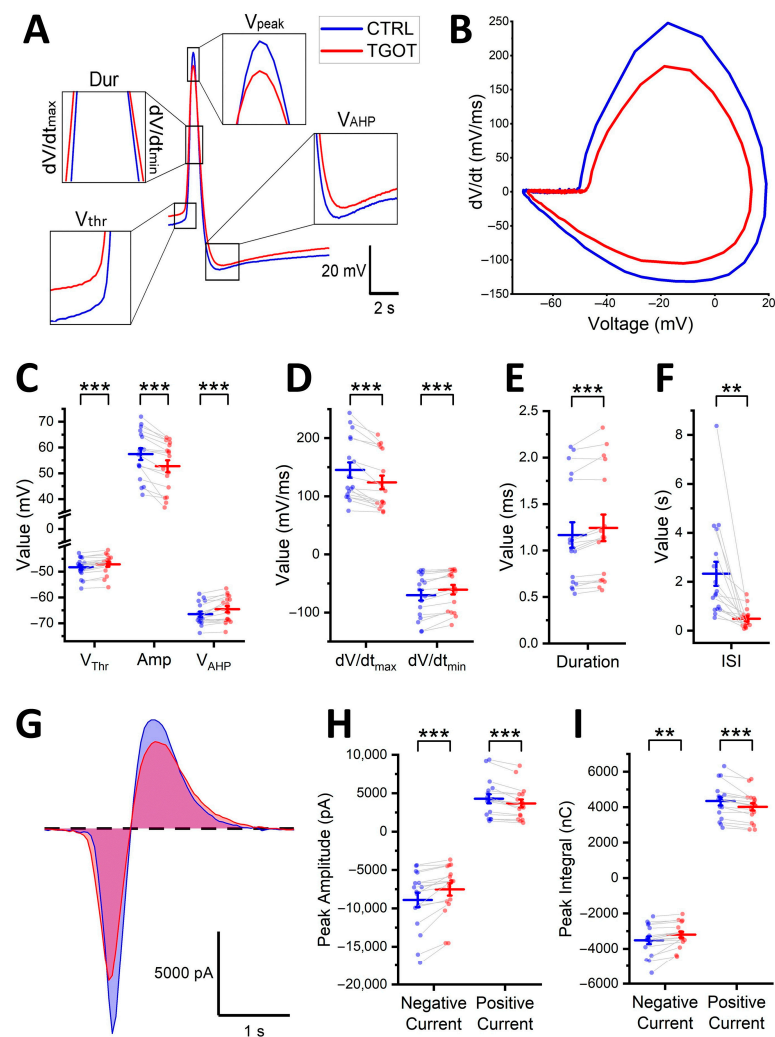 A
Vpeak
CTRL
TGOT
Dur
dV/dtmax
dV/dtmin
VAHP
Vthr
20 mV
2 s
B
250
200
150
100
50
0
−50
−100
−150
dV/dt (mV/ms)
−60
−40
−20
0
20
Voltage (mV)
C
***
***
***
70
60
50
0
−50
−60
−70
Value (mV)
VThr
Amp
VAHP
D
***
***
200
100
0
−100
Value (mV/ms)
dV/dtmax
dV/dtmin
E
***
2.5
2.0
1.5
1.0
0.5
0.0
Value (ms)
Duration
F
**
8
6
4
2
0
Value (s)
ISI
G
5000 pA
1 s
H
***
***
10,000
5,000
0
−5,000
−10,000
−15,000
−20,000
Peak Amplitude (pA)
Negative
Current
Positive
Current
I
**
***
6000
4000
2000
0
−2000
−4000
−6000
Peak Integral (nC)
Negative
Current
Positive
Current